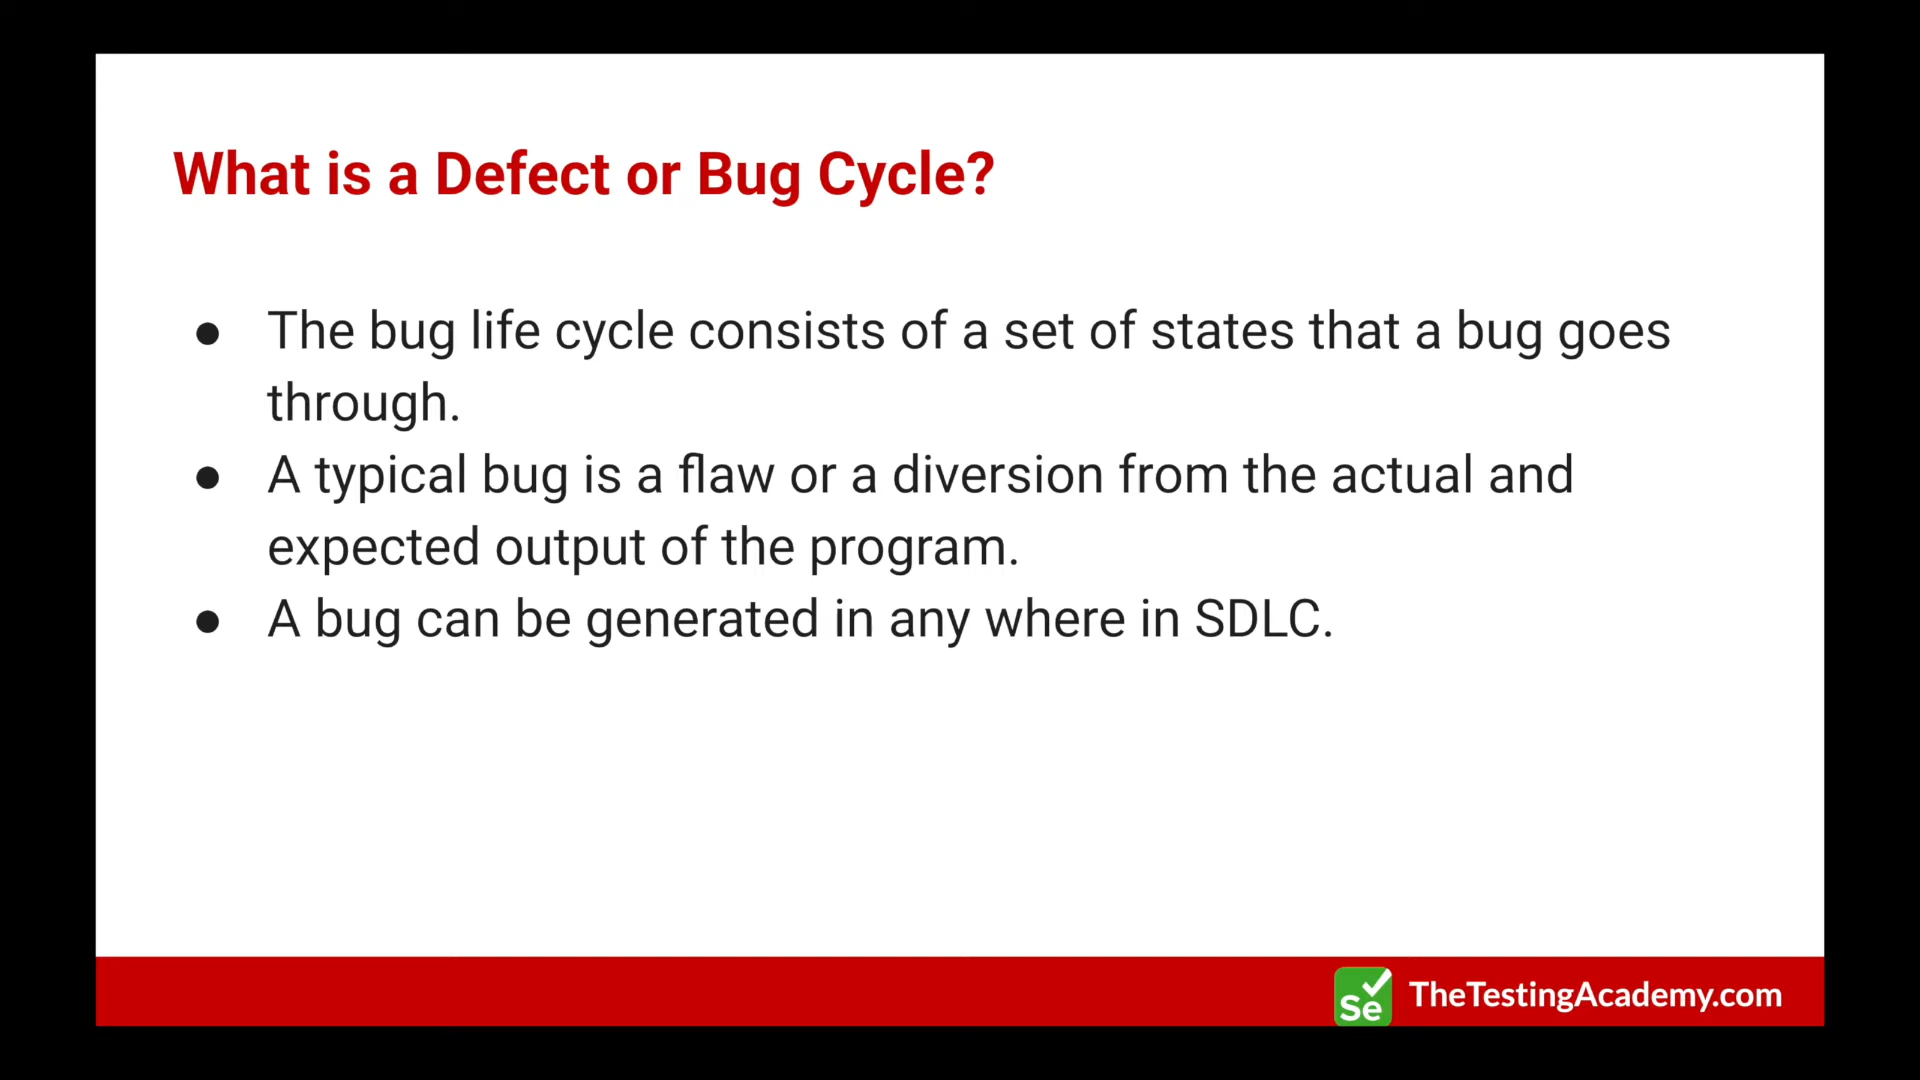 What is a Defect or Bug Cycle?
● The bug life cycle consists of a set of states that a bug goes
through.
● A typical bug is a flaw or a diversion from the actual and
expected output of the program.
● A bug can be generated in any where in SDLC.
Se TheTestingAcademy.com